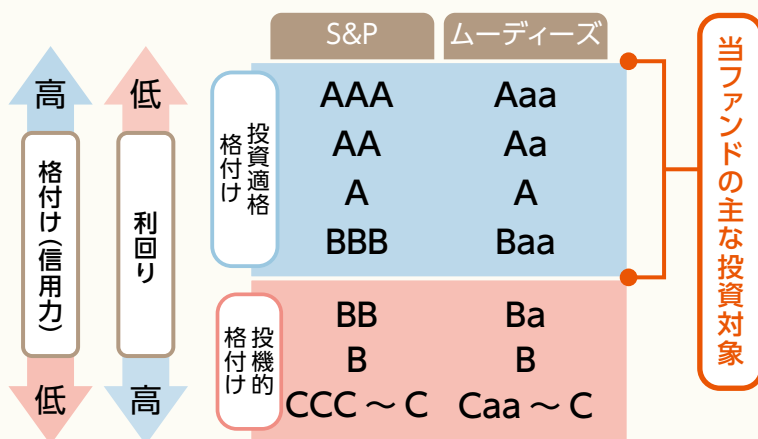 S&P ムーディーズ
高
格付け(信用力)
低
低
利回り
高
投資適格
格付け
AAA Aaa
AA Aa
A A
BBB Baa
投機的
格付け
BB Ba
B B
CCC ~ C Caa ~ C
当ファンドの主な投資対象